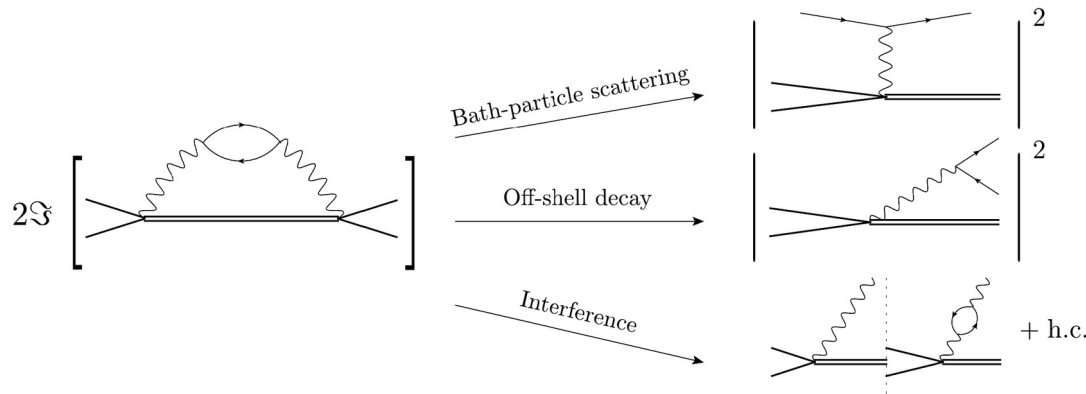 Bath-particle scattering
2
2ℑ
Off-shell decay
2
Interference
+ h.c.